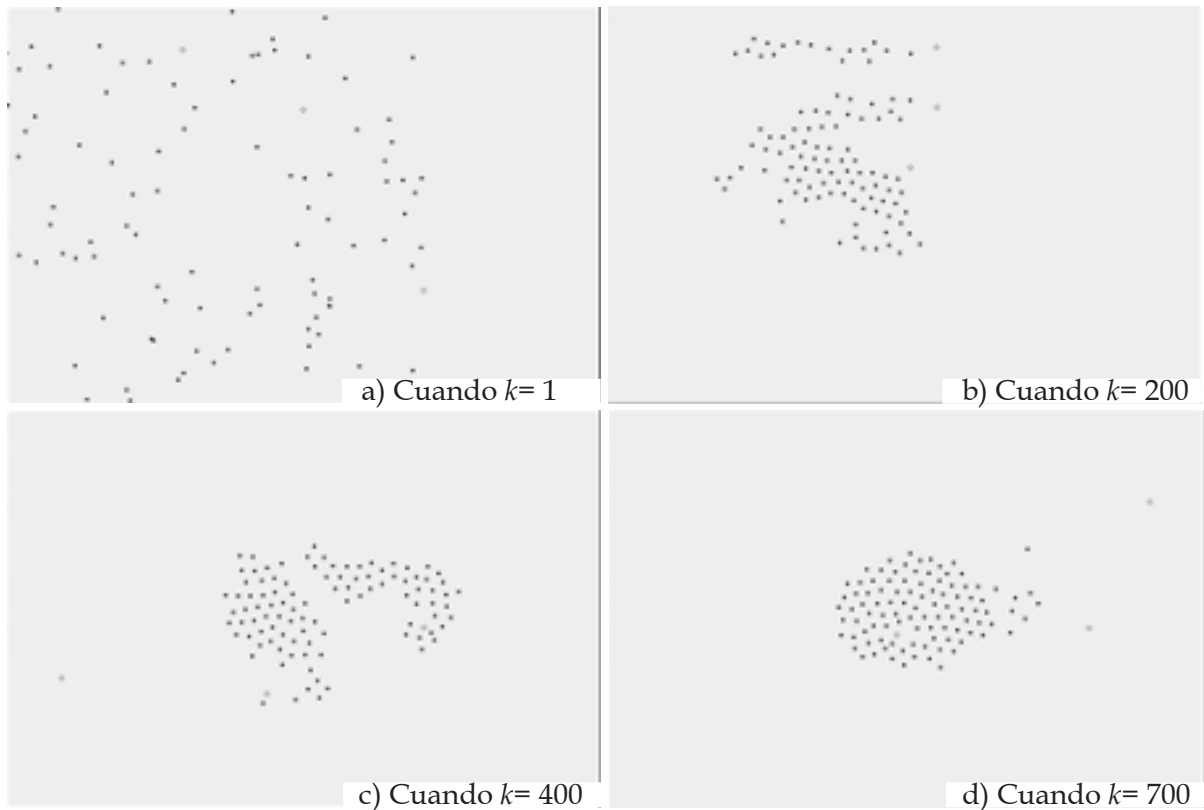 a) Cuando k= 1
b) Cuando k= 200
c) Cuando k= 400
d) Cuando k= 700